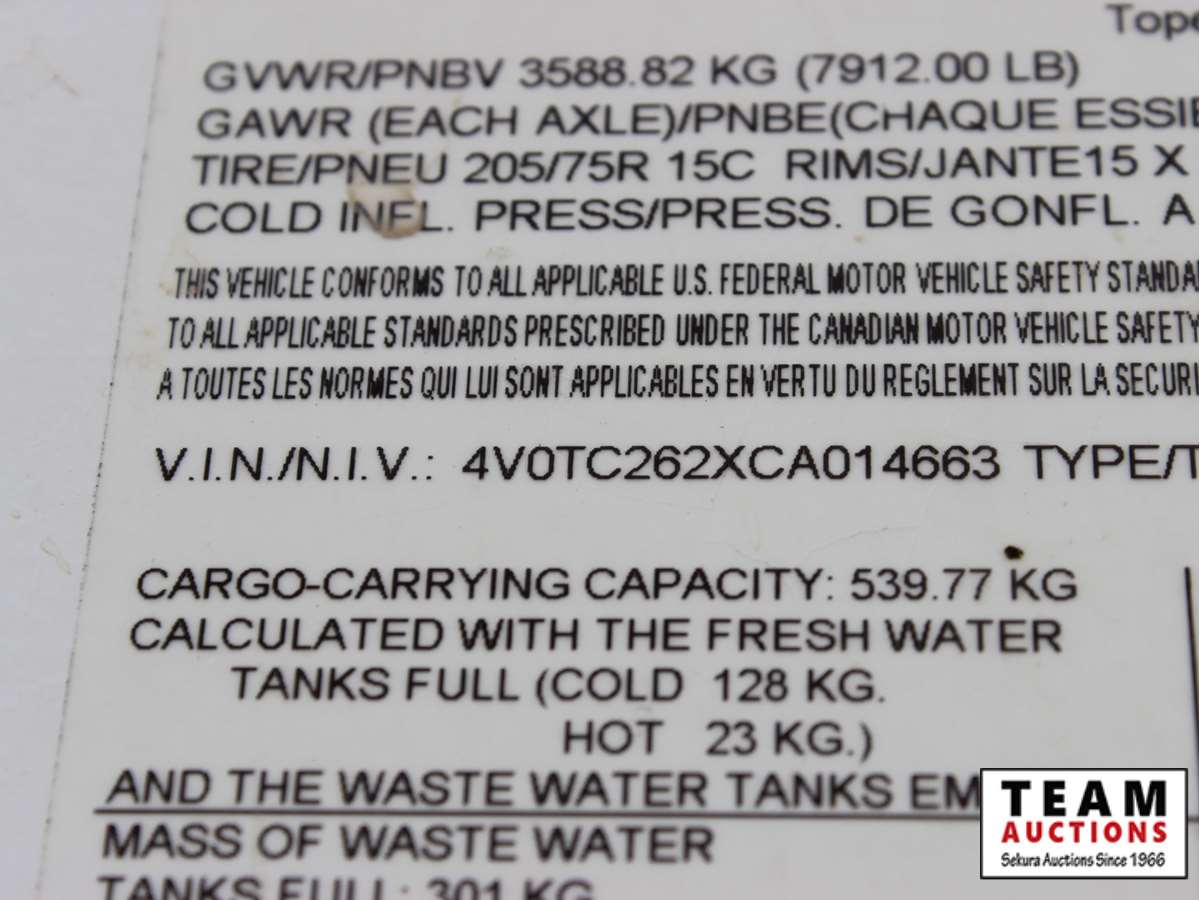 GVWR/PNBV 3588.82 KG (7912.00 LB)
GAWR (EACH AXLE)/PNBE(CHAQUE
TIRE/PNEU 205/75R 15C RIMS/JANTE15 X
COLD INFL. PRESS/PRESS. DE GONFL. A
THIS VEHICLE CONFORMS TO ALL APPLICABLE U.S. FEDERAL MOTOR VEHICLE SAFETY
TO ALL APPLICABLE STANDARDS PRESCRIBED UNDER THE CANADIAN MOTOR VEHICLE SAFETY
A TOUTES LES NORMES QUI LUI SONT APPLICABLES EN VERTU DU REGLEMENT SUR LA
V.I.N./N.I.V.: 4V0TC262XCA014663 TYPE/T
CARGO-CARRYING CAPACITY: 539.77 KG
CALCULATED WITH THE FRESH WATER
TANKS FULL (COLD 128 KG.
HOT 23 KG.)
AND THE WASTE WATER TANKS EM
MASS OF WASTE WATER
TANKS FULL: 301 KG
TEAM
AUCTIONS
Sekura Auctions Since 1966